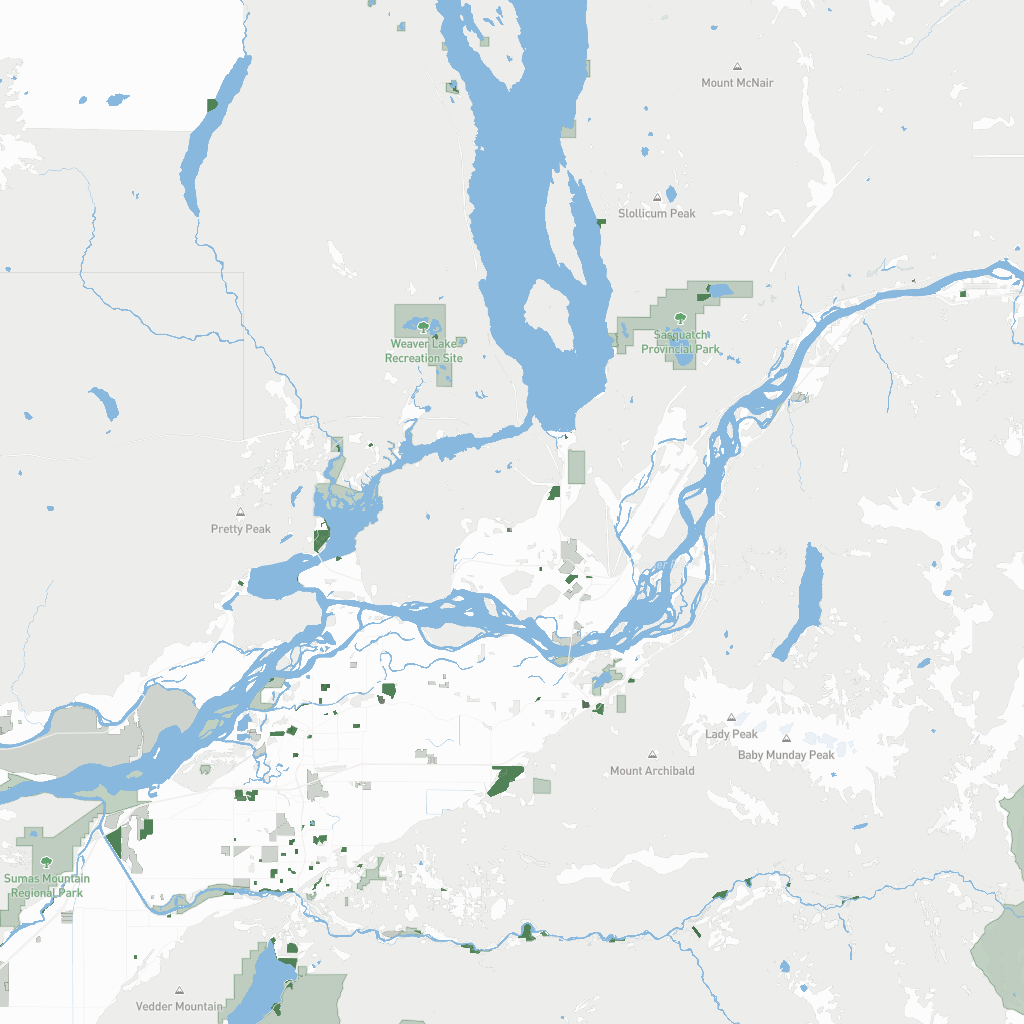 Mount McNair
Slollicum Peak
Weaver Lake
Recreation Site
Sasquatch
Provincial Park
Pretty Peak
Lady Peak
Baby Munday Peak
Mount Archibald
Sumas Mountain
Regional Park
Vedder Mountain